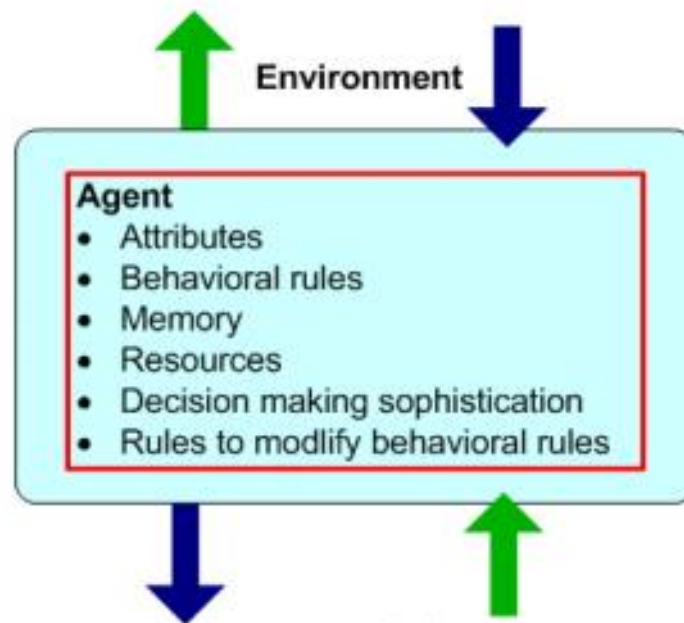 Environment
Agent
• Attributes
• Behavioral rules
• Memory
• Resources
• Decision making sophistication
• Rules to modlify behavioral rules